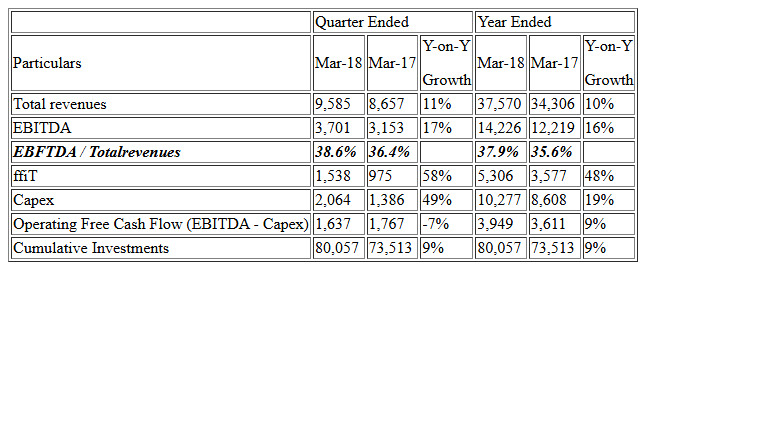 Quarter Ended Year Ended
Particulars Mar-18 Mar-17 Y-on-Y Growth Mar-18 Mar-17 Y-on-Y Growth
Total revenues 9,585 8,657 11% 37,570 34,306 10%
EBITDA 3,701 3,153 17% 14,226 12,219 16%
EBFTDA / Totalrevenues 38.6% 36.4% 37.9% 35.6%
ffiT 1,538 975 58% 5,306 3,577 48%
Capex 2,064 1,386 49% 10,277 8,608 19%
Operating Free Cash Flow (EBITDA - Capex) 1,637 1,767 -7% 3,949 3,611 9%
Cumulative Investments 80,057 73,513 9% 80,057 73,513 9%